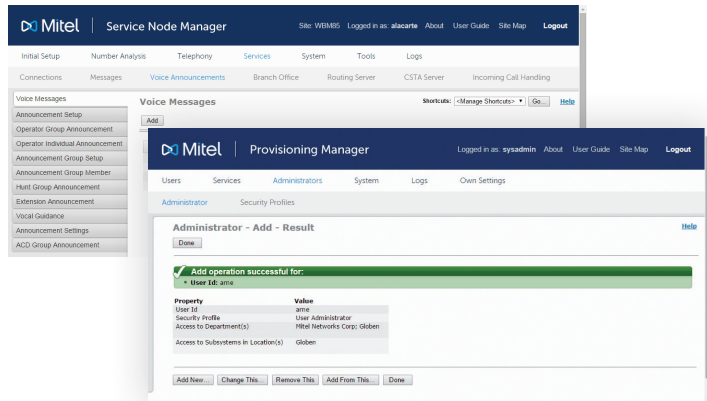 Mitel | Service Node Manager
Site: WBM85 Logged in as: alacarte About User Guide Site Map Logout
Initial Setup Number Analysis Telephony Services System Tools Logs
Connections Messages Voice Announcements Branch Office Routing Server CSTA Server Incoming Call Handling
Voice Messages
Announcement Setup
Operator Group Announcement
Operator Individual Announcement
Announcement Group Setup
Announcement Group Member
Hunt Group Announcement
Extension Announcement
Vocal Guidance
Announcement Settings
ACD Group Announcement
Voice Messages
Shortcuts: <Manage Shortcuts> Go... Help
Add
Mitel | Provisioning Manager
Logged in as: sysadmin About User Guide Site Map Logout
Users Services Administrators System Logs Own Settings
Administrator Security Profiles
Administrator - Add - Result
Help
Done
Add operation successful for:
• User Id: arne
Property Value
User Id arne
Security Profile User Administrator
Access to Department(s) Mitel Networks Corp; Globen
Access to Subsystems in Location(s) Globen
Add New... Change This... Remove This Add From This... Done